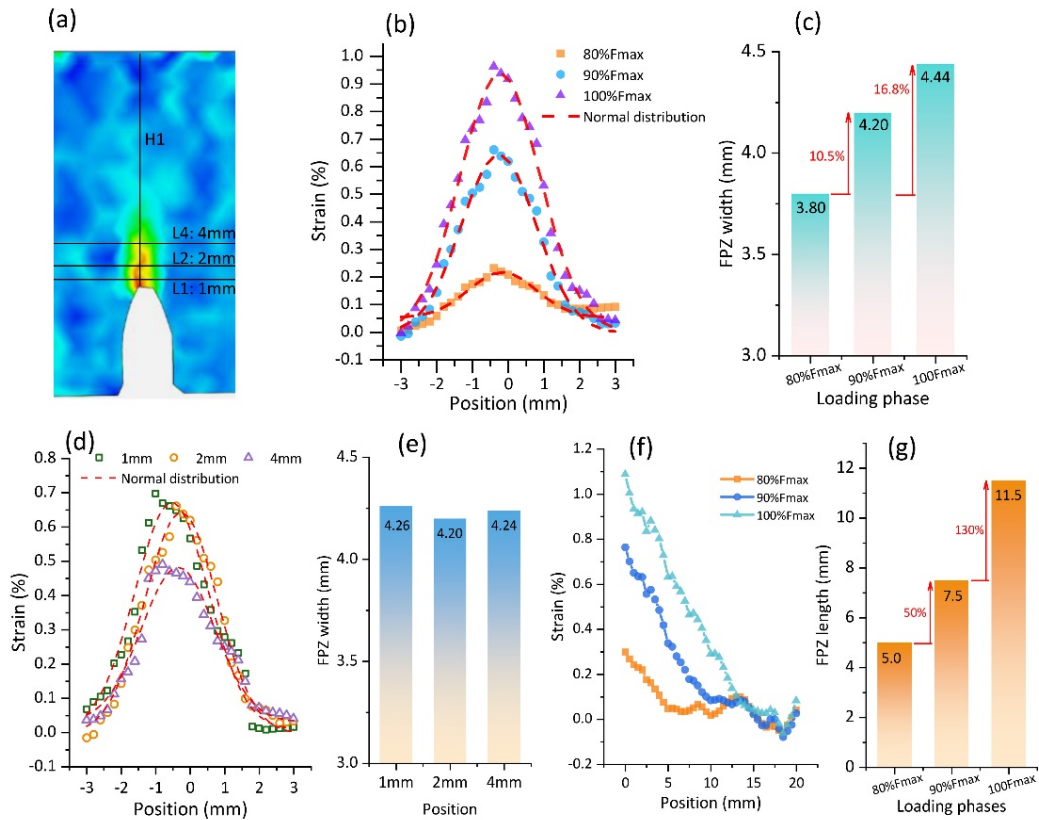 (a)
H1
L4: 4mm
L2: 2mm
L1: 1mm
(b)
1.0
0.9
0.8
0.7
0.6
0.5
0.4
0.3
0.2
0.1
0.0
-0.1
Strain (%)
80%Fmax
90%Fmax
100%Fmax
Normal distribution
-3 -2 -1 0 1 2 3
Position (mm)
(c)
4.5
4.0
3.5
3.0
FPZ width (mm)
3.80
10.5%
4.20
16.8%
4.44
80%Fmax 90%Fmax 100Fmax
Loading phase
(d)
1mm 2mm 4mm
Normal distribution
0.8
0.7
0.6
0.5
0.4
0.3
0.2
0.1
0.0
-0.1
Strain (%)
-3 -2 -1 0 1 2 3
Position (mm)
(e)
4.5
4.0
3.5
3.0
FPZ width (mm)
4.26 4.20 4.24
1mm 2mm 4mm
Position
(f)
1.2
1.0
0.8
0.6
0.4
0.2
0.0
-0.2
Strain (%)
80%Fmax
90%Fmax
100%Fmax
0 5 10 15 20
Position (mm)
(g)
12
10
8
6
4
2
0
FPZ length (mm)
5.0
50%
7.5
130%
11.5
80%Fmax 90%Fmax 100Fmax
Loading phases